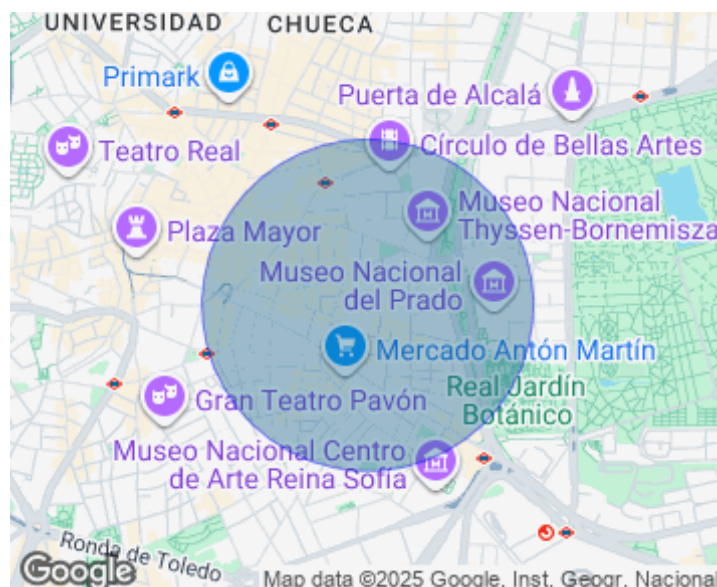 UNIVERSIDAD
CHUECA
Primark
Puerta de Alcalá
Teatro Real
Círculo de Bellas Artes
Museo Nacional
Thyssen-Bornemisza
Plaza Mayor
Museo Nacional
del Prado
Mercado Antón Martín
Real Jardín
Botánico
Gran Teatro Pavón
Museo Nacional Centro
de Arte Reina Sofía
Ronda de Toledo
Google
Map data ©2025 Google, Inst. Geogr. Nacional